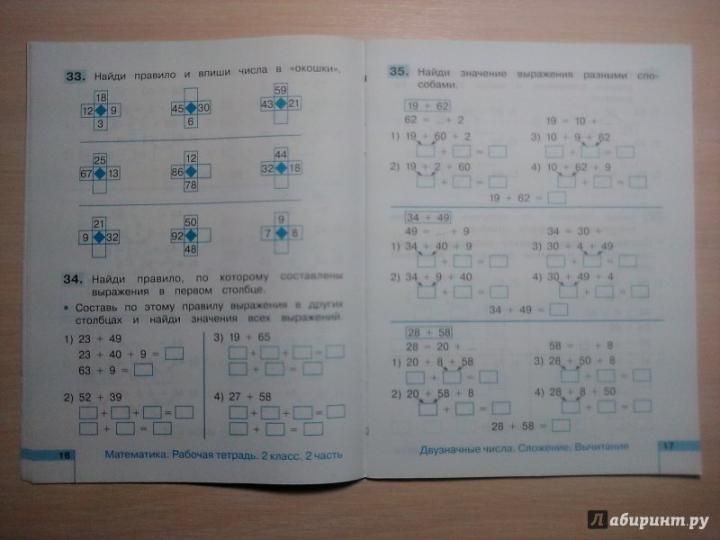 33. Найди правило и впиши числа в «окошки».
18
12 9
3
45 30
6
59
43 21
25
67 13
12
86
78
44
32 18
21
9 32
50
92
48
9
7 8
34. Найди правило, по которому составлены
выражения в первом столбце.
• Составь по этому правилу выражения в других
столбцах и найди значения всех выражений.
1) 23 + 49
23 + 40 + 9 =
63 + 9 =
3) 19 + 65
+ + =
+ =
2) 52 + 39
+ + =
+ =
4) 27 + 58
+ + =
+ =
16 Математика. Рабочая тетрадь. 2 класс. 2 часть
35. Найди значение выражения разными спо-
собами.
19 + 62
62 = ... + 2 19 = 10 + ...
1) 19 + 60 + 2 3) 10 + 9 + 62
+ = + =
2) 19 + 2 + 60 4) 10 + 62 + 9
+ = + =
19 + 62 =
34 + 49
49 = ... + 9 34 = 30 + ...
1) 34 + 40 + 9 3) 30 + 4 + 49
+ = + =
2) 34 + 9 + 40 4) 30 + 49 + 4
+ = + =
34 + 49 =
28 + 58
28 = 20 + ... 58 = ... + 8
1) 20 + 8 + 58 3) 28 + 50 + 8
+ = + =
2) 20 + 58 + 8 4) 28 + 8 + 50
+ = + =
28 + 58 =
Двузначные числа. Сложение. Вычитание 17
Лабиринт.ру